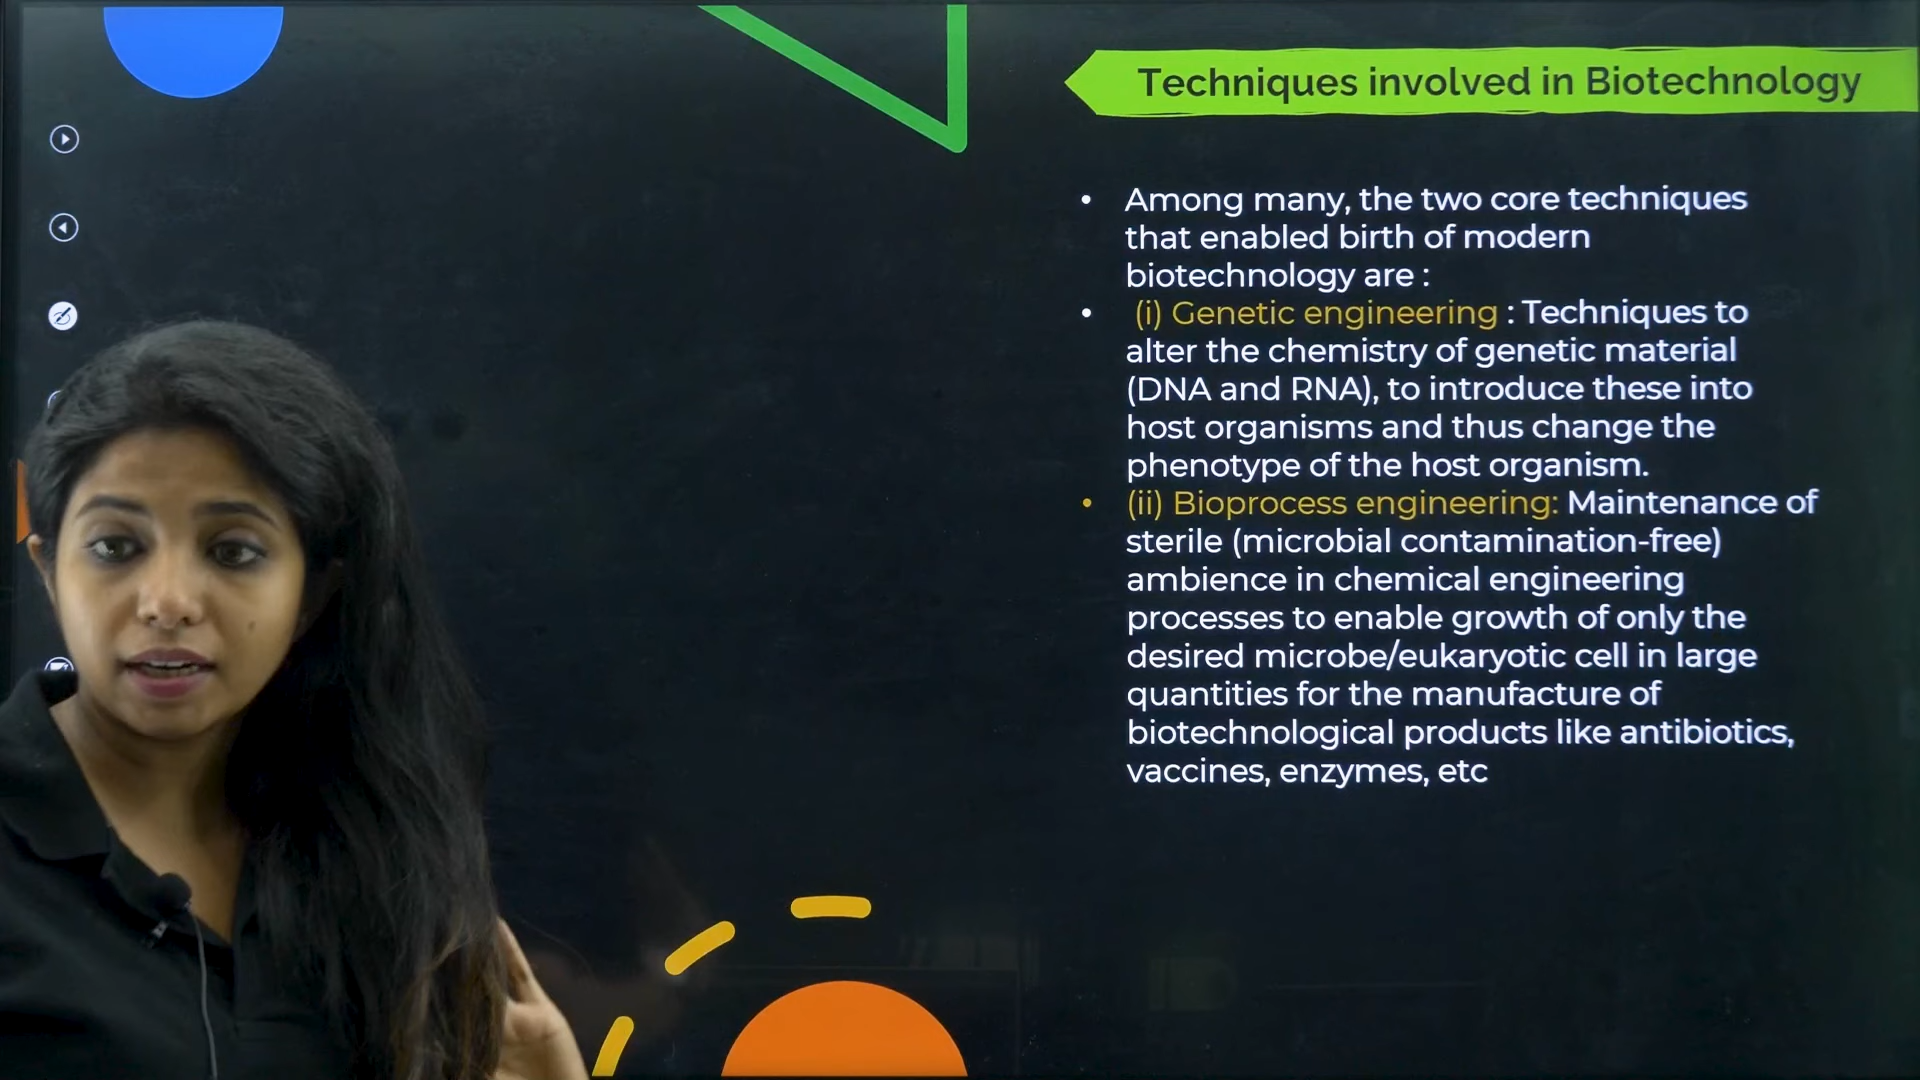 Techniques involved in Biotechnology
• Among many, the two core techniques
that enabled birth of modern
biotechnology are :
• (i) Genetic engineering : Techniques to
alter the chemistry of genetic material
(DNA and RNA), to introduce these into
host organisms and thus change the
phenotype of the host organism.
• (ii) Bioprocess engineering: Maintenance of
sterile (microbial contamination-free)
ambience in chemical engineering
processes to enable growth of only the
desired microbe/eukaryotic cell in large
quantities for the manufacture of
biotechnological products like antibiotics,
vaccines, enzymes, etc